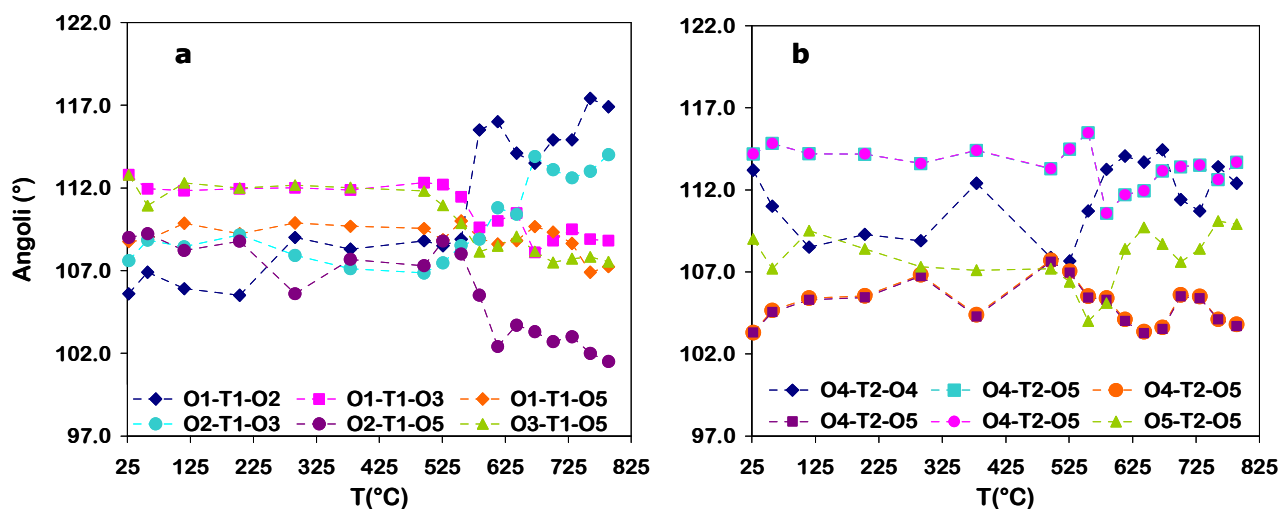 a
Angoli (°)
122.0
117.0
112.0
107.0
102.0
97.0
O1-T1-O2 O1-T1-O3 O1-T1-O5
O2-T1-O3 O2-T1-O5 O3-T1-O5
25 125 225 325 425 525 625 725 825
T(°C)
b
122.0
117.0
112.0
107.0
102.0
97.0
O4-T2-O4 O4-T2-O5 O4-T2-O5
O4-T2-O5 O4-T2-O5 O5-T2-O5
25 125 225 325 425 525 625 725 825
T(°C)